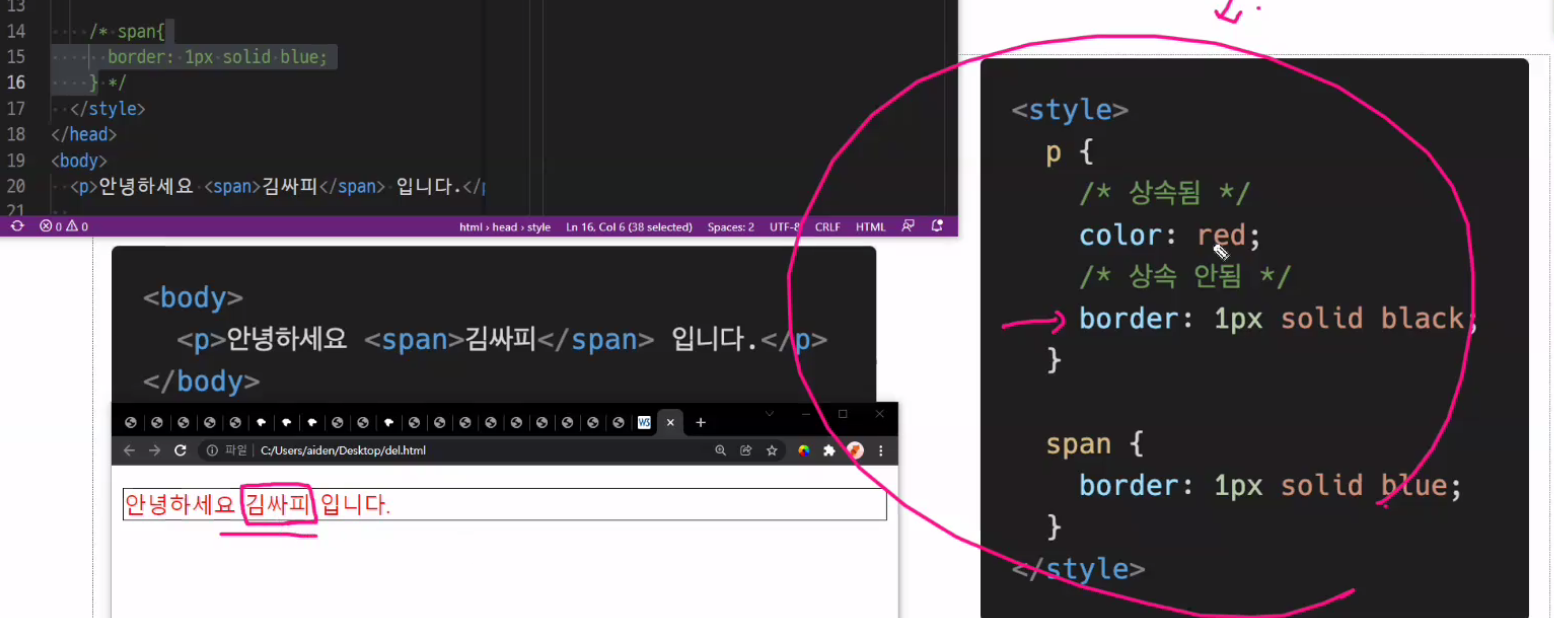 13
14 /* span{
15 border: 1px solid blue;
16 } */
17 </style>
18 </head>
19 <body>
20 <p>안녕하세요 <span>김싸피</span> 입니다.</p
21
0 0 html › head › style Ln 16, Col 6 (38 selected) Spaces: 2 UTF-8 CRLF HTML
<body>
<p>안녕하세요 <span>김싸피</span> 입니다.</p>
</body>
W3
파일 C:/Users/aiden/Desktop/del.html
안녕하세요 김싸피 입니다.
<style>
p {
/* 상속됨 */
color: red;
/* 상속 안됨 */
border: 1px solid black;
}
span {
border: 1px solid blue;
}
</style>